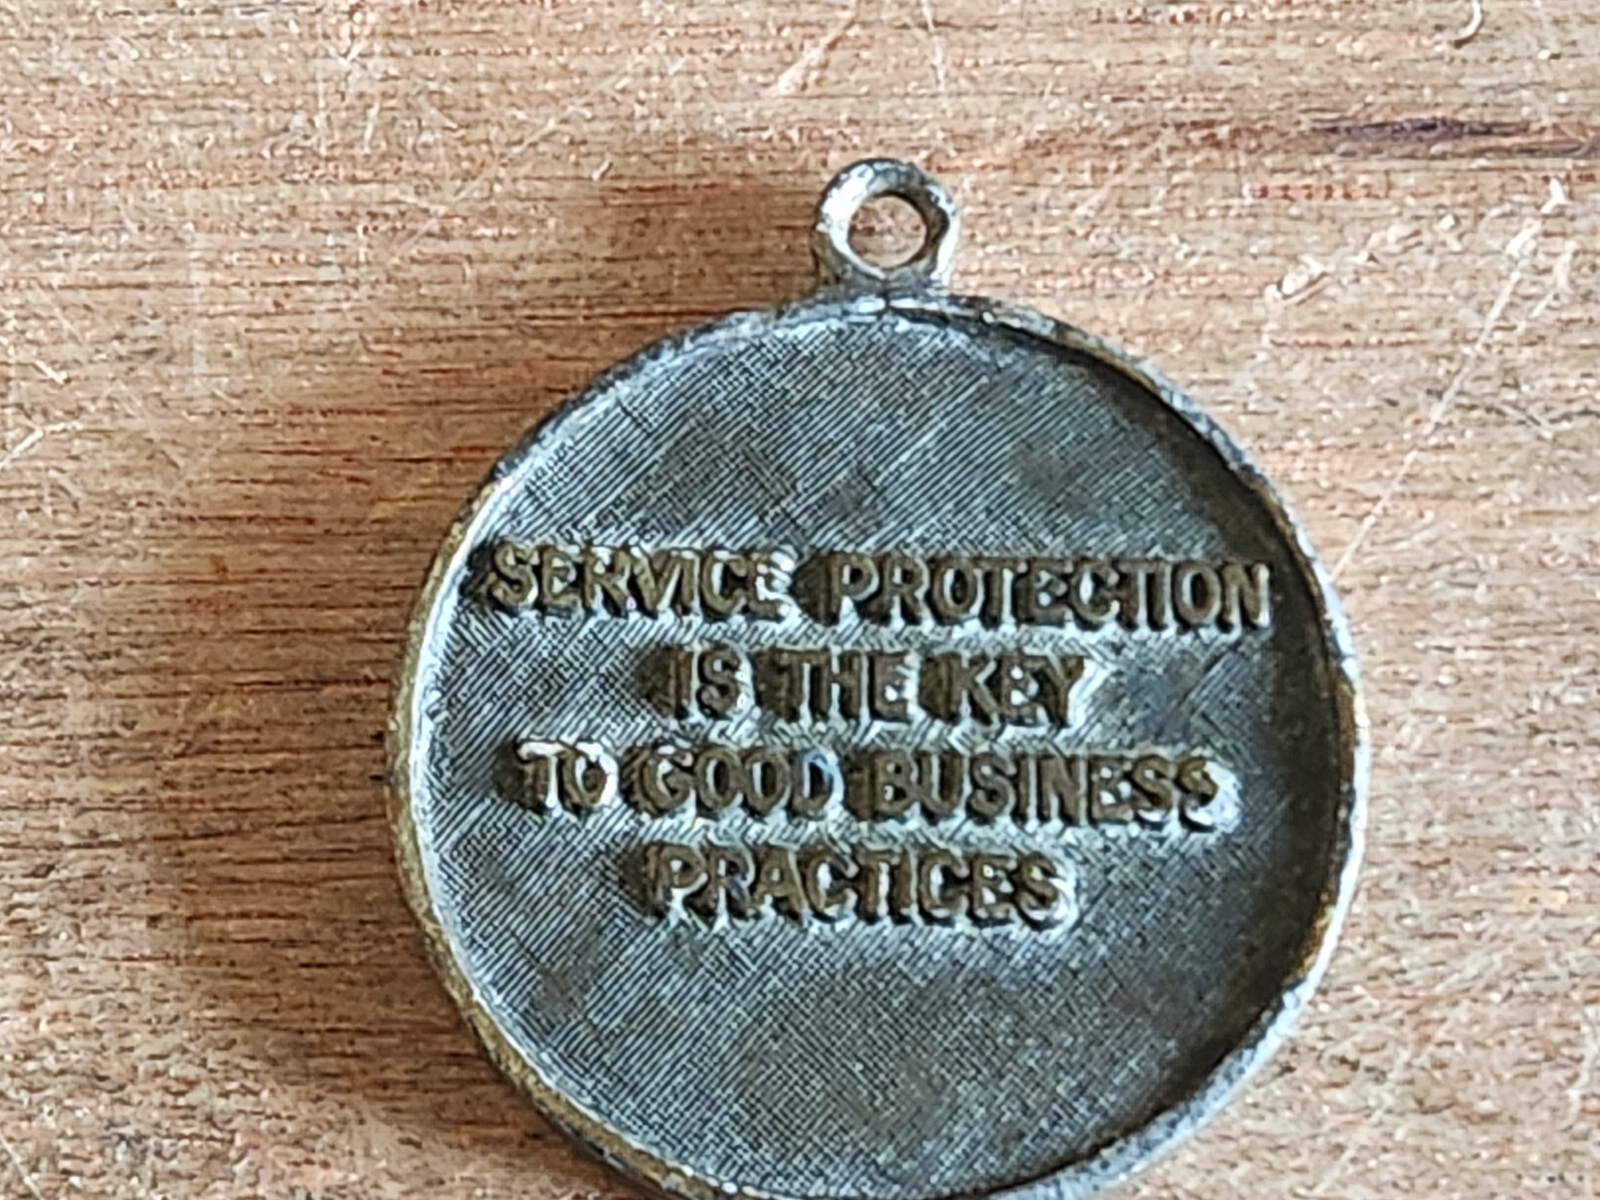 SERVICE PROTECTION
IS THE KEY
TO GOOD BUSINESS
PRACTICES